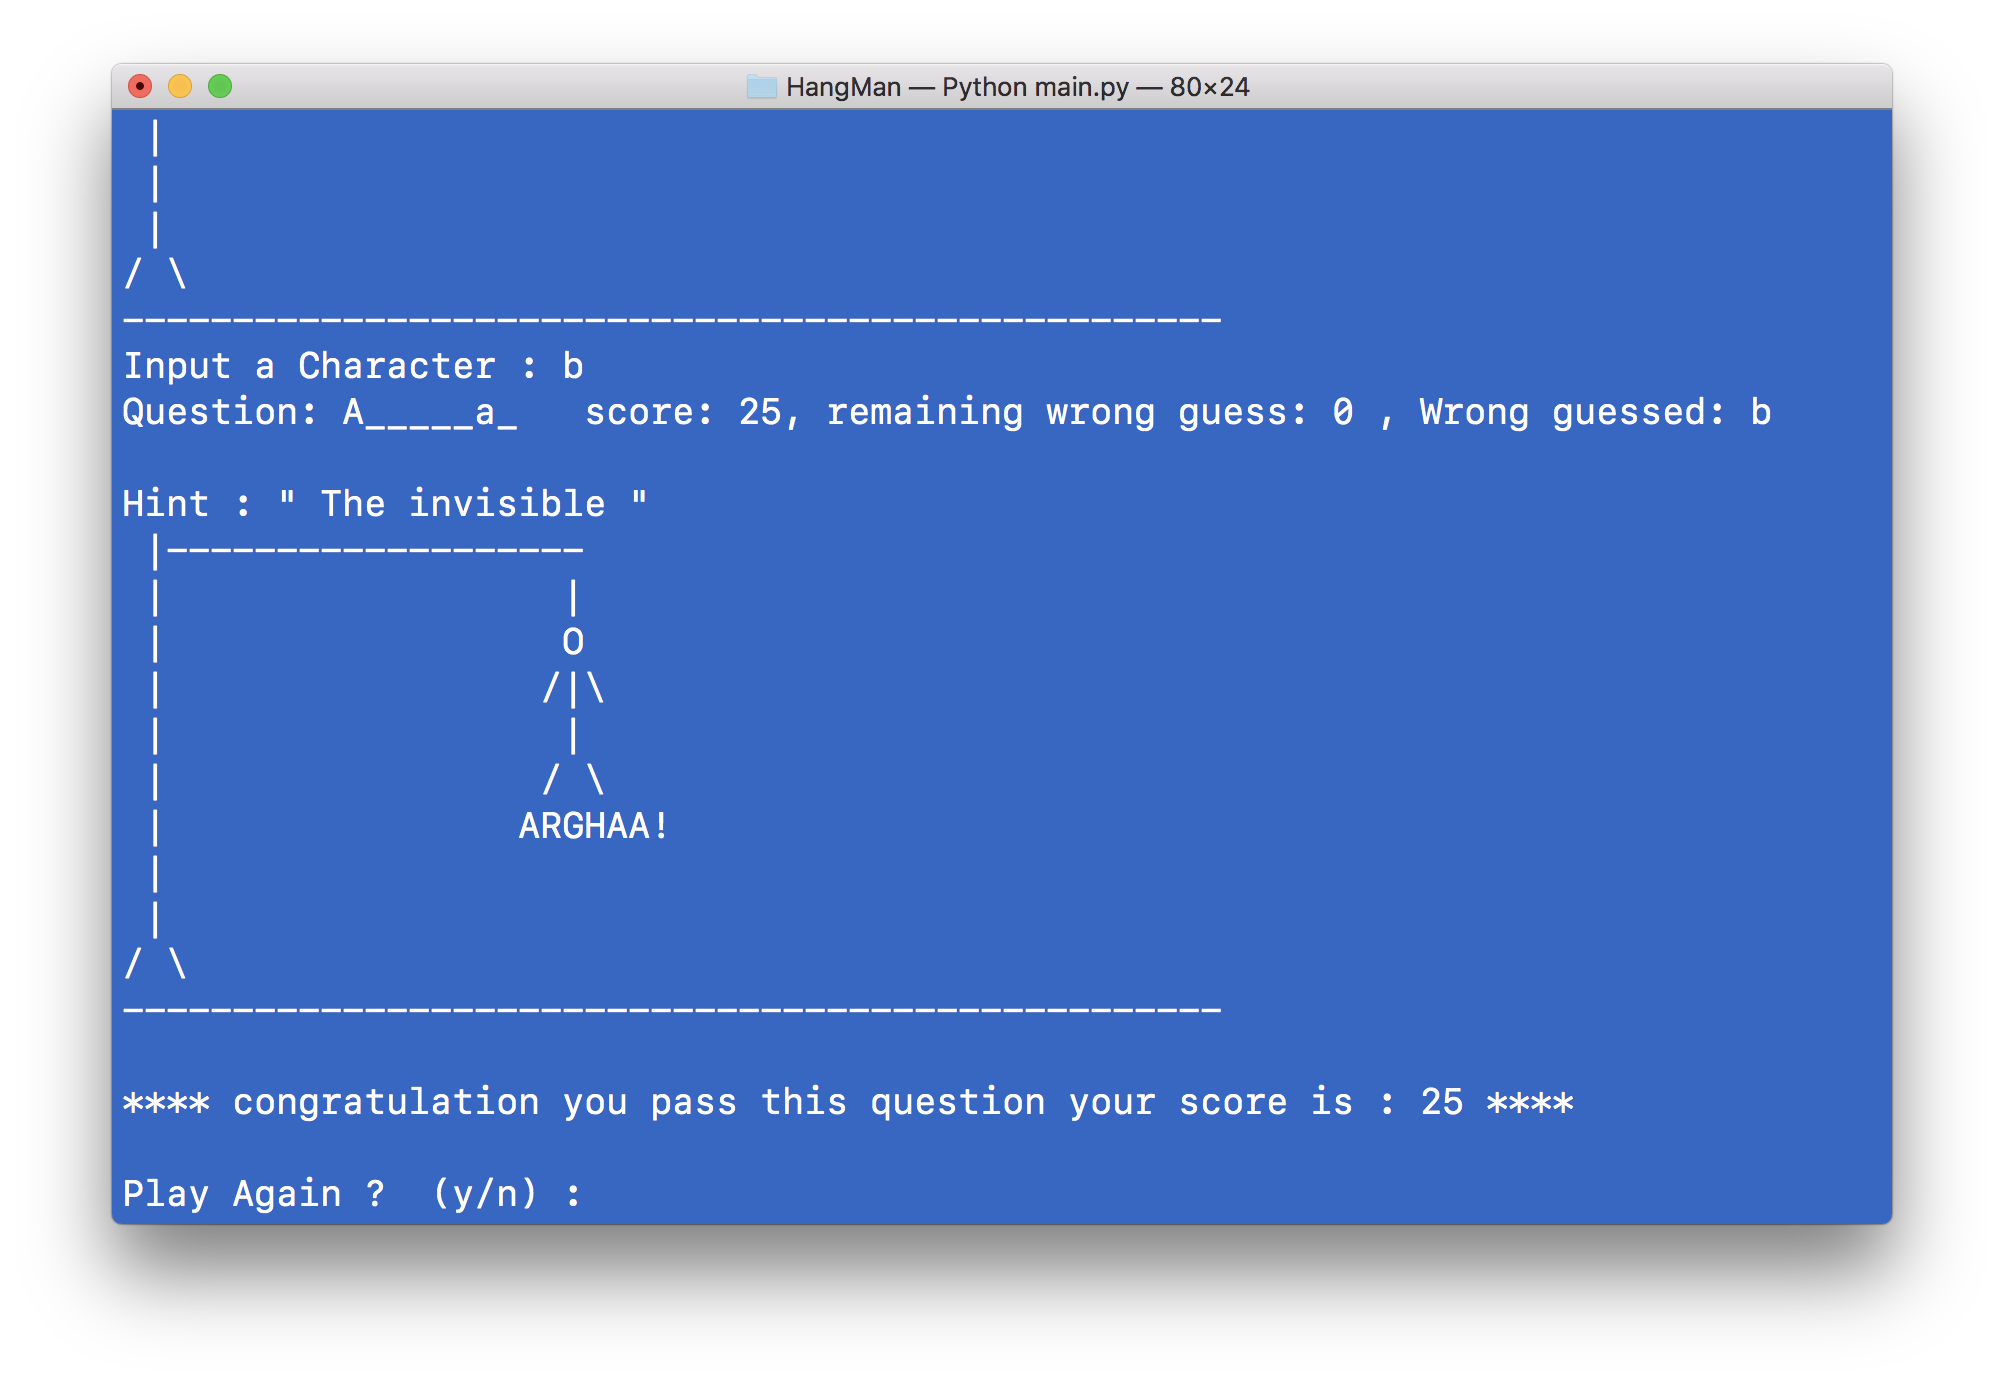 HangMan — Python main.py — 80×24
|
|
|
/ \
--------------------------------------------------
Input a Character : b
Question: A_____a_   score: 25, remaining wrong guess: 0 , Wrong guessed: b
Hint : " The invisible "
|-------------------
|                  |
|                  O
|                 /|\
|                  |
|                 / \
|                ARGHAA!
|
|
/ \
--------------------------------------------------
**** congratulation you pass this question your score is : 25 ****
Play Again ?  (y/n) :